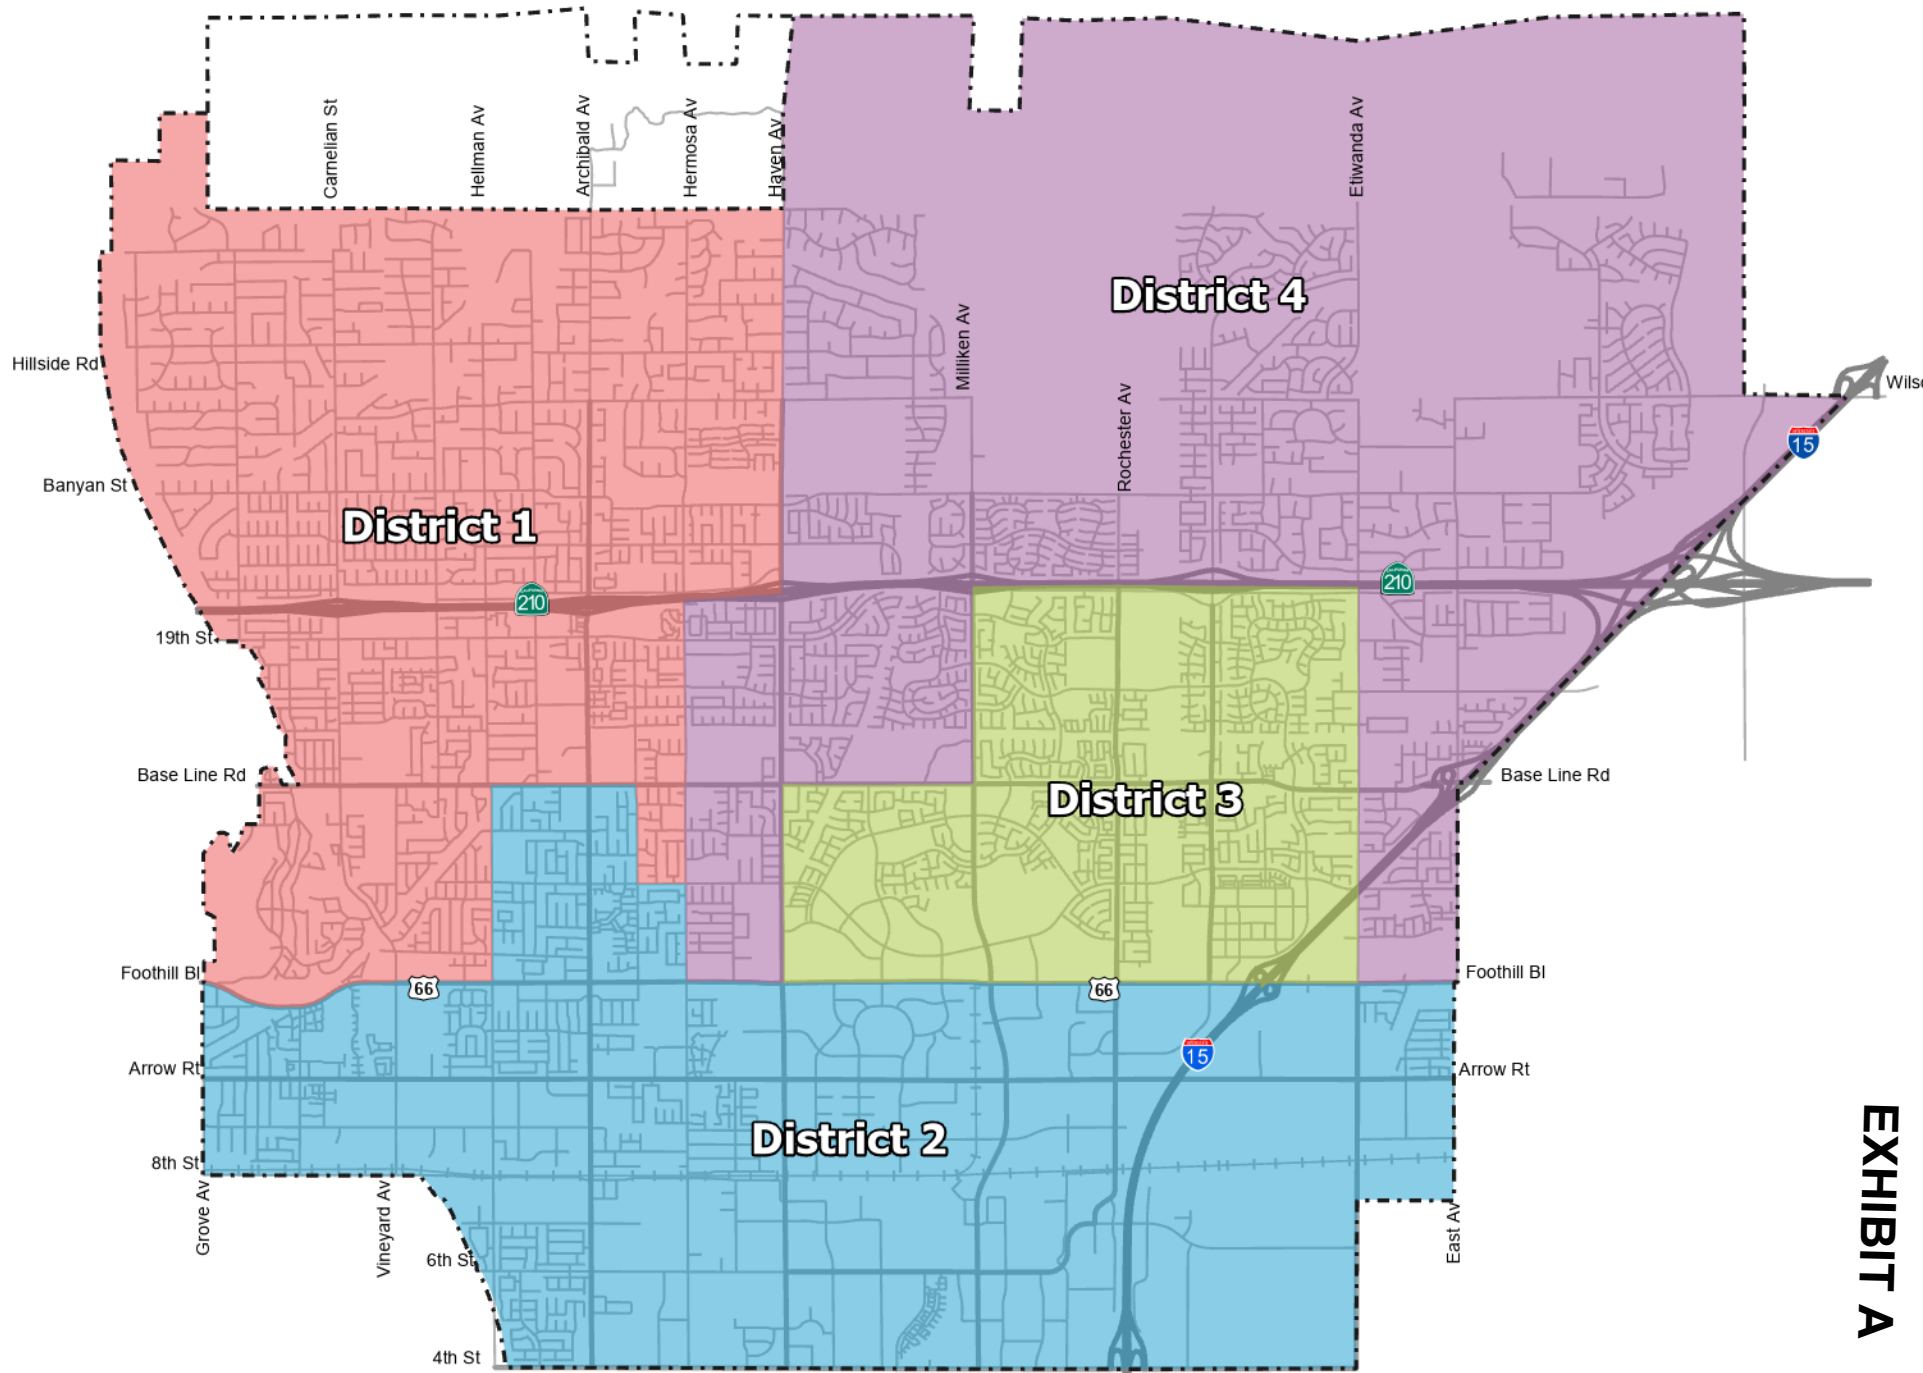 Carnelian St
Hellman Av
Archibald Av
Hermosa Av
Haven Av
Etiwanda Av
District 4
Milliken Av
Hillside Rd
Wilso
Rochester Av
15
Banyan St
District 1
210
210
19th St
Base Line Rd
Base Line Rd
District 3
Foothill Bl
Foothill Bl
66
66
15
Arrow Rt
Arrow Rt
District 2
8th St
Grove Av
Vineyard Av
6th St
East Av
4th St
EXHIBIT A